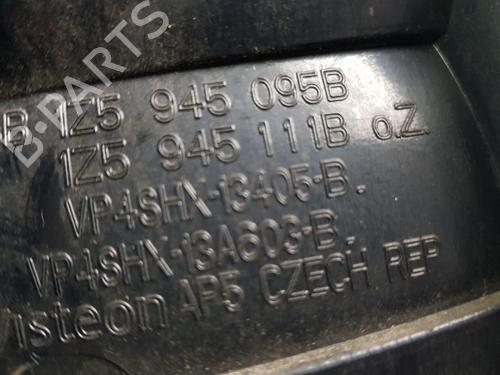 B-PARTS
B 1Z5 945 095B
1Z5 945 111B o.Z.
VP4SHX-13405-B.
VP4SHX-13A603-B.
Visteon AP5 CZECH REP